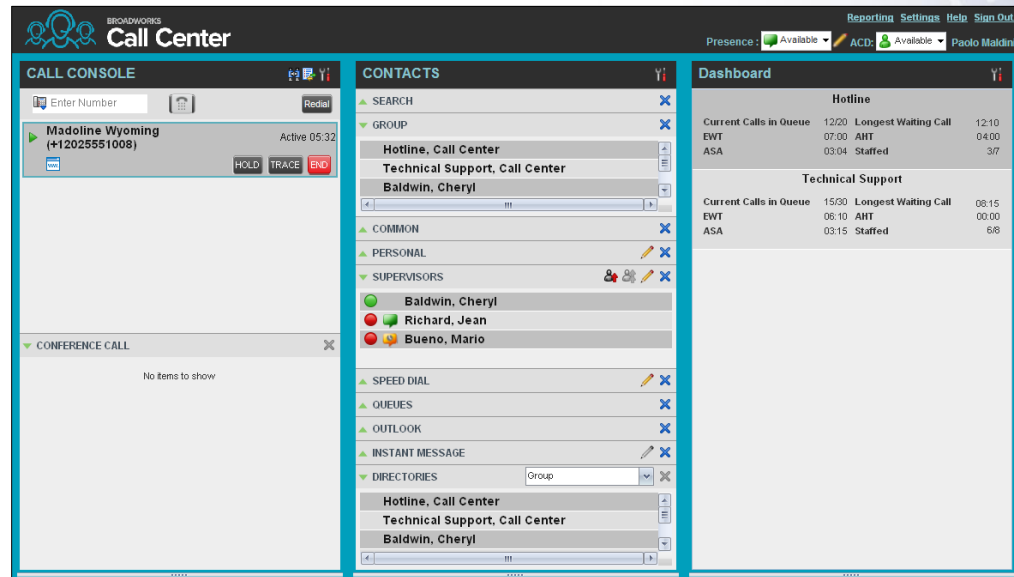 BROADWORKS
Call Center
Reporting Settings Help Sign Out
Presence : Available ACD: Available Paolo Maldini
CALL CONSOLE
Enter Number
Redial
Madoline Wyoming
(+12025551008)
Active 05:32
HOLD TRACE END
CONFERENCE CALL
No items to show
CONTACTS
SEARCH
GROUP
Hotline, Call Center
Technical Support, Call Center
Baldwin, Cheryl
COMMON
PERSONAL
SUPERVISORS
Baldwin, Cheryl
Richard, Jean
Bueno, Mario
SPEED DIAL
QUEUES
OUTLOOK
INSTANT MESSAGE
DIRECTORIES Group
Hotline, Call Center
Technical Support, Call Center
Baldwin, Cheryl
Dashboard
Hotline
Current Calls in Queue 12/20 Longest Waiting Call 12:10
EWT 07:00 AHT 04:00
ASA 03:04 Staffed 3/7
Technical Support
Current Calls in Queue 15/30 Longest Waiting Call 08:15
EWT 06:10 AHT 00:00
ASA 03:15 Staffed 6/8